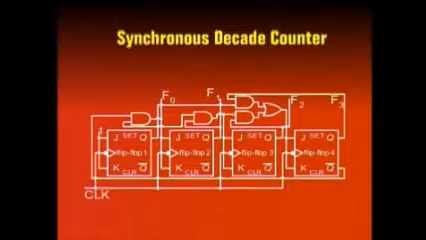 Synchronous Decade Counter
F0 F1 F2 F3
1
J SET Q J SET Q J SET Q J SET Q
flip-flop 1 flip-flop 2 flip-flop 3 flip-flop 4
K CLR Q K CLR Q K CLR Q K CLR Q
CLK